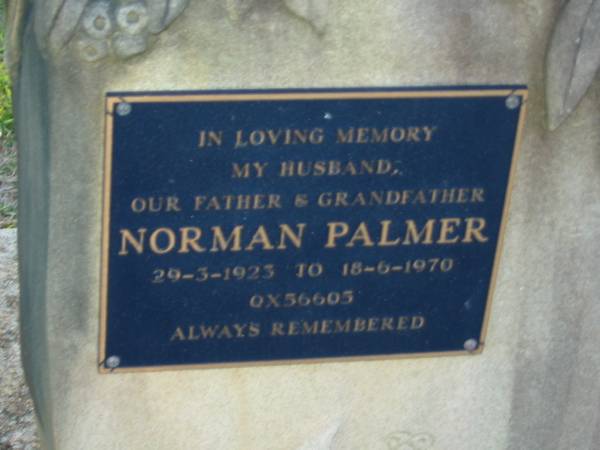 IN LOVING MEMORY
MY HUSBAND,
OUR FATHER & GRANDFATHER
NORMAN PALMER
29-3-1923 TO 18-6-1970
QX56603
ALWAYS REMEMBERED